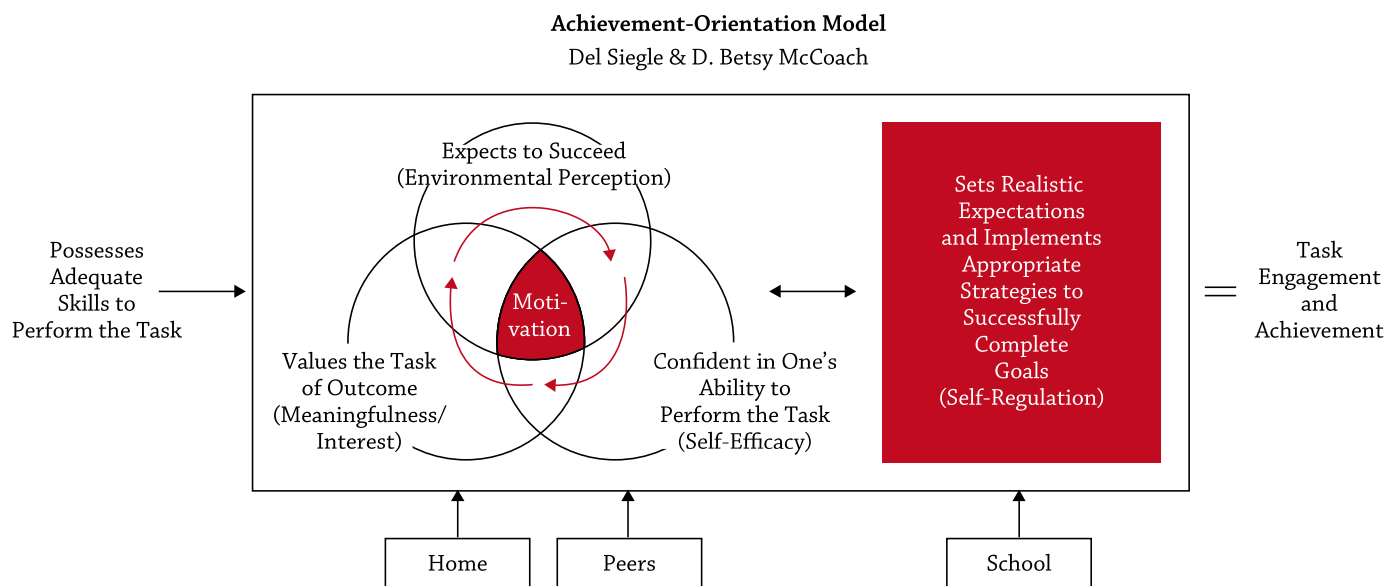 Achievement-Orientation Model
Del Siegle & D. Betsy McCoach
Possesses
Adequate
Skills to
Perform the Task
Expects to Succeed
(Environmental Perception)
Moti-
vation
Values the Task
of Outcome
(Meaningfulness/
Interest)
Confident in One’s
Ability to
Perform the Task
(Self-Efficacy)
Sets Realistic
Expectations
and Implements
Appropriate
Strategies to
Successfully
Complete
Goals
(Self-Regulation)
Task
Engagement
and
Achievement
Home
Peers
School